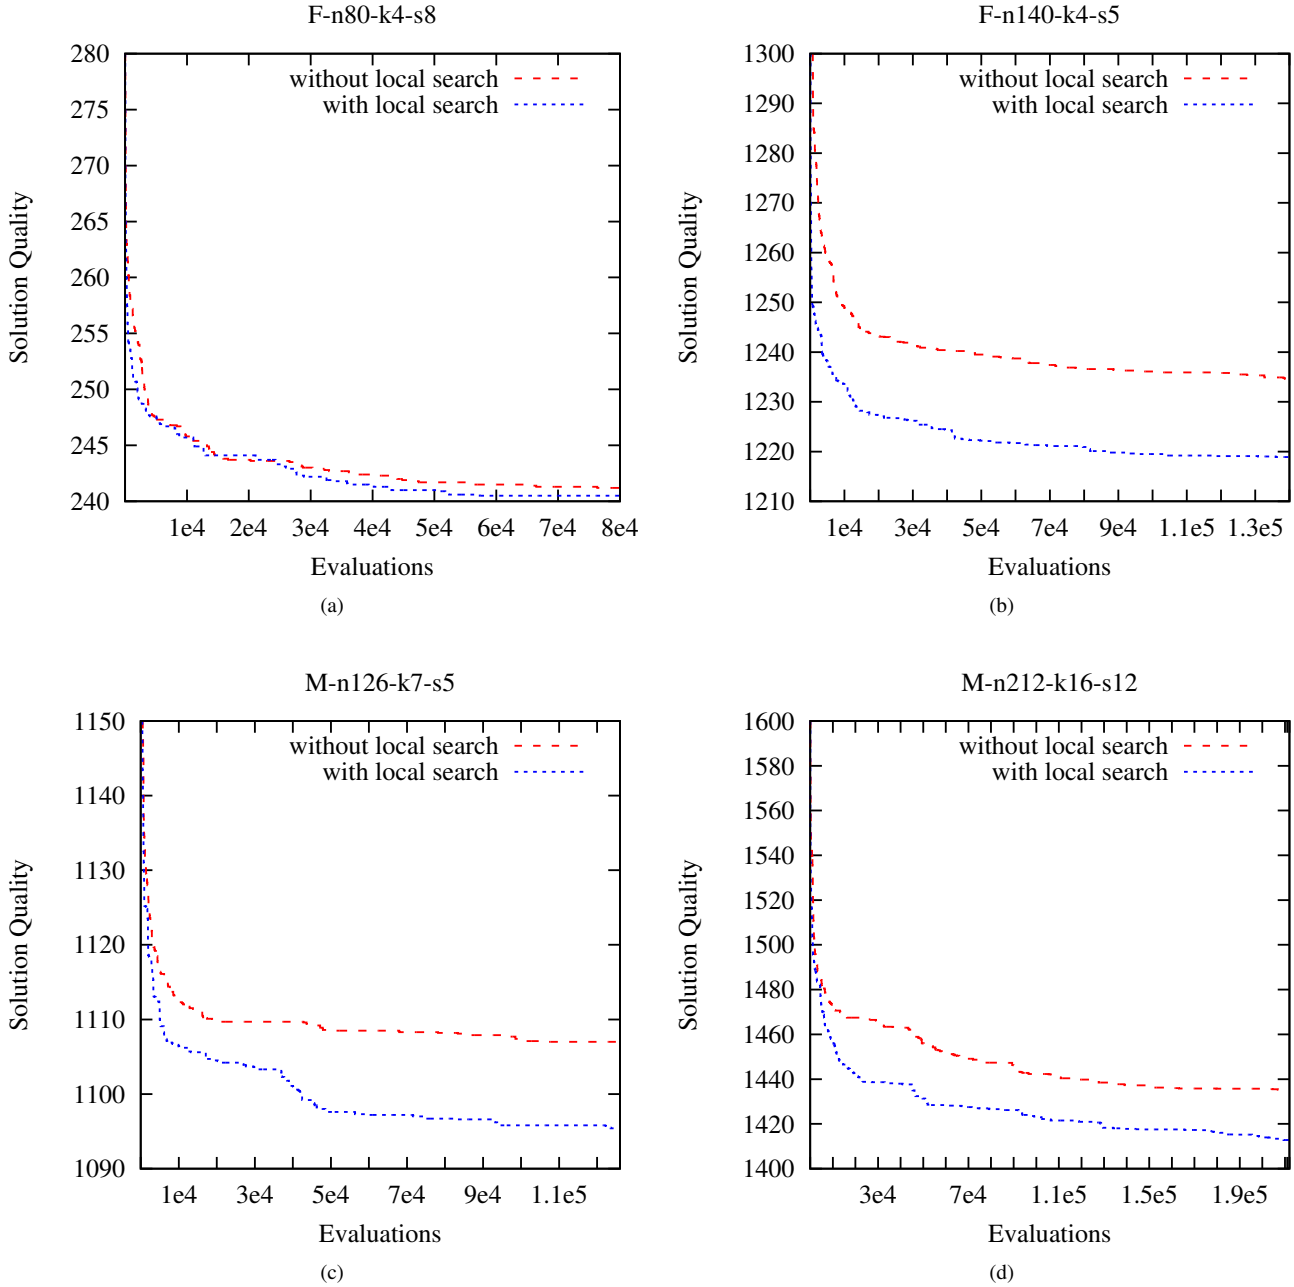 F-n80-k4-s8
280
275
270
265
260
255
250
245
240
Solution Quality
without local search
with local search
1e4 2e4 3e4 4e4 5e4 6e4 7e4 8e4
Evaluations
(a)
F-n140-k4-s5
1300
1290
1280
1270
1260
1250
1240
1230
1220
1210
Solution Quality
without local search
with local search
1e4 3e4 5e4 7e4 9e4 1.1e5 1.3e5
Evaluations
(b)
M-n126-k7-s5
1150
1140
1130
1120
1110
1100
1090
Solution Quality
without local search
with local search
1e4 3e4 5e4 7e4 9e4 1.1e5
Evaluations
(c)
M-n212-k16-s12
1600
1580
1560
1540
1520
1500
1480
1460
1440
1420
1400
Solution Quality
without local search
with local search
3e4 7e4 1.1e5 1.5e5 1.9e5
Evaluations
(d)